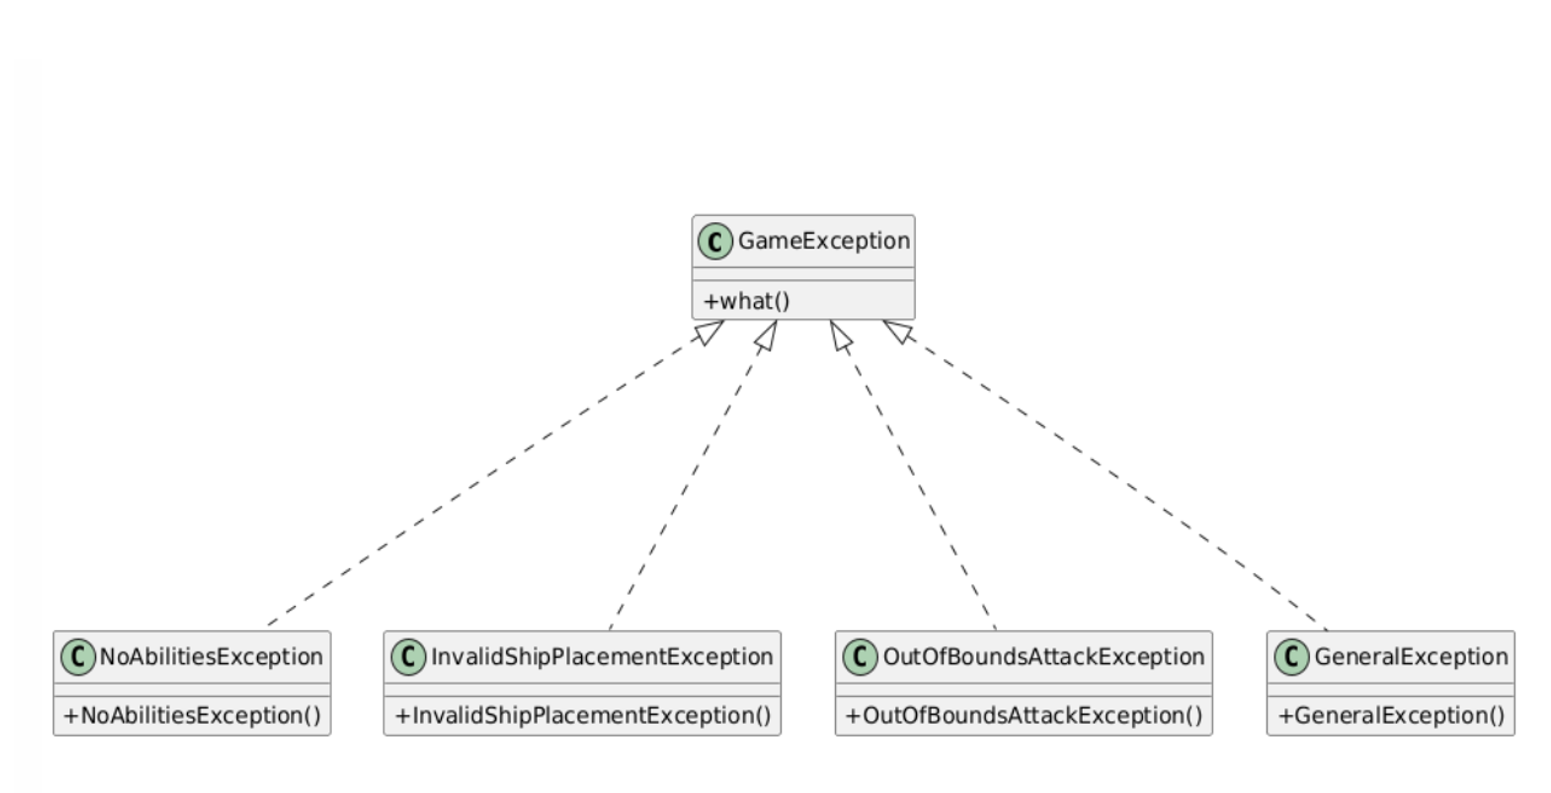 C GameException
+what()
C NoAbilitiesException
+NoAbilitiesException()
C InvalidShipPlacementException
+InvalidShipPlacementException()
C OutOfBoundsAttackException
+OutOfBoundsAttackException()
C GeneralException
+GeneralException()